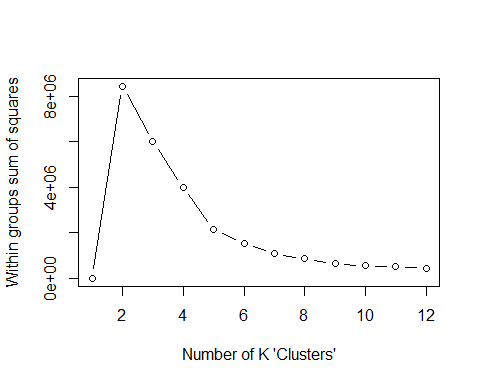 8e+06
4e+06
0e+00
Within groups sum of squares
2 4 6 8 10 12
Number of K 'Clusters'